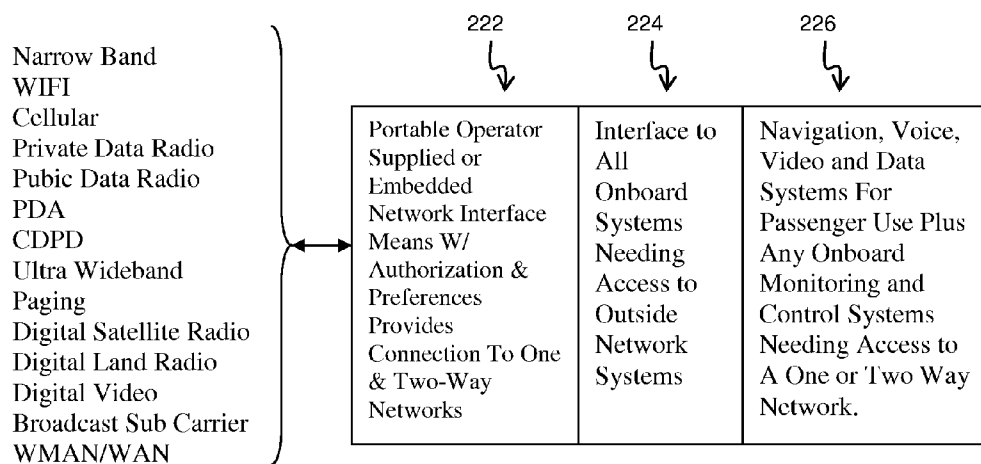 222
224
226
Narrow Band
WIFI
Cellular
Private Data Radio
Pubic Data Radio
PDA
CDPD
Ultra Wideband
Paging
Digital Satellite Radio
Digital Land Radio
Digital Video
Broadcast Sub Carrier
WMAN/WAN
Portable Operator
Supplied or
Embedded
Network Interface
Means W/
Authorization &
Preferences
Provides
Connection To One
& Two-Way
Networks
Interface to
All
Onboard
Systems
Needing
Access to
Outside
Network
Systems
Navigation, Voice,
Video and Data
Systems For
Passenger Use Plus
Any Onboard
Monitoring and
Control Systems
Needing Access to
A One or Two Way
Network.